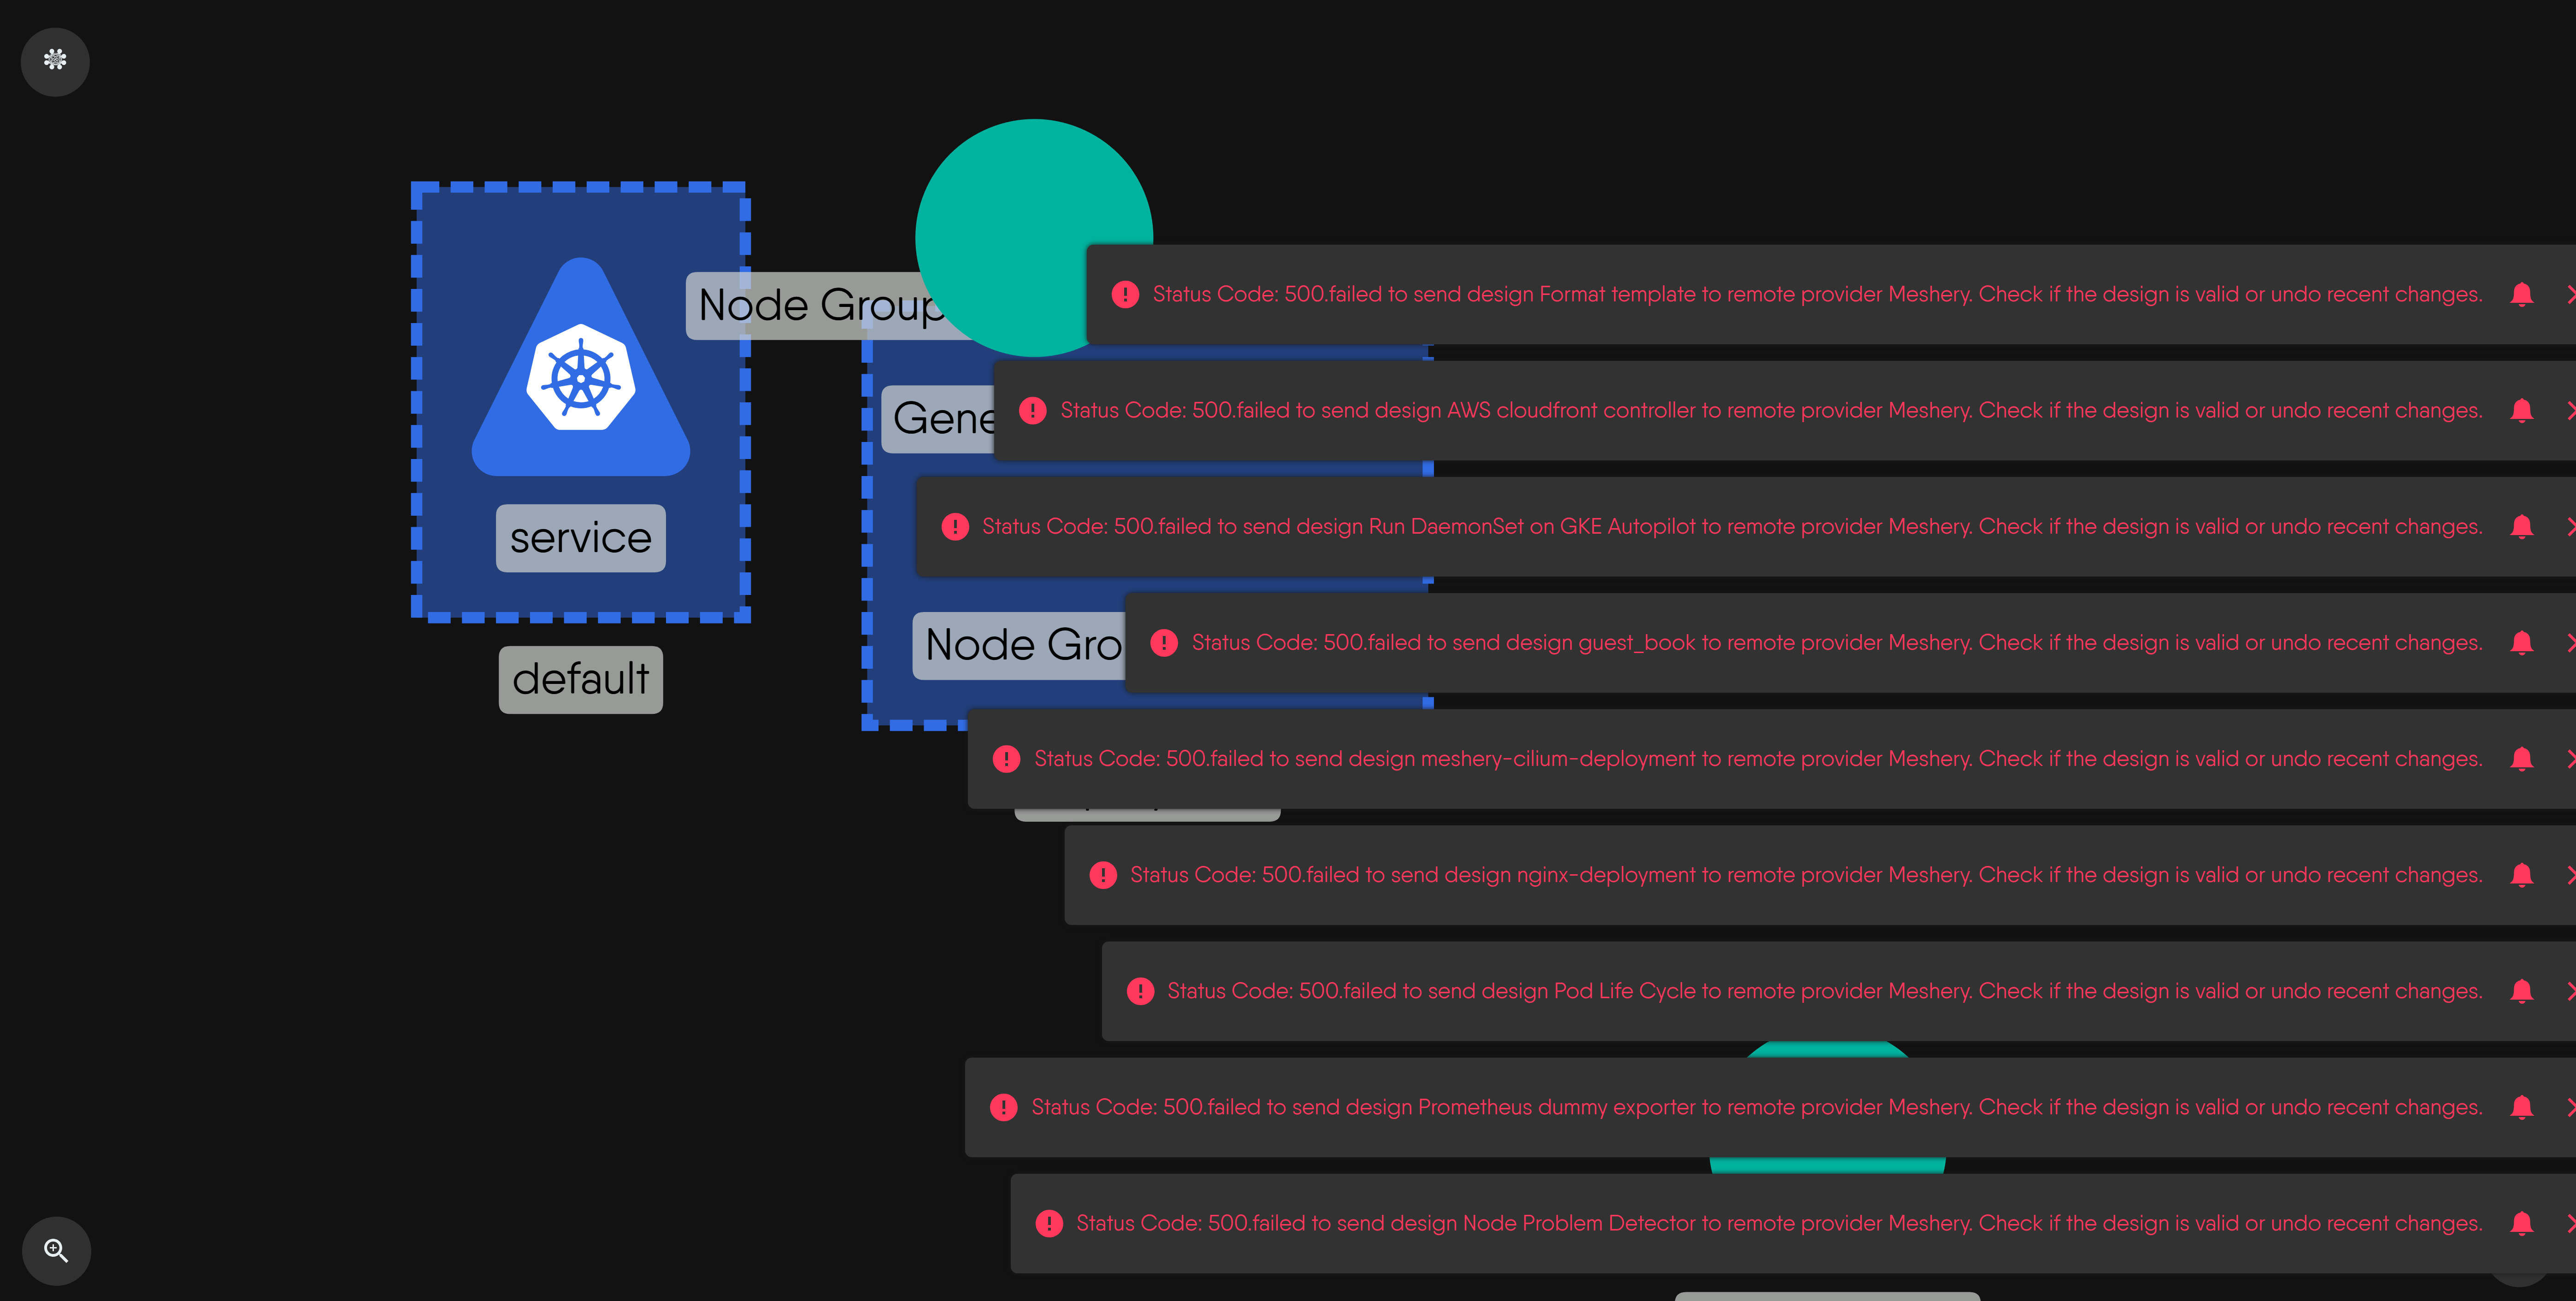 Node Group
Status Code: 500.failed to send design Format template to remote provider Meshery. Check if the design is valid or undo recent changes.
Status Code: 500.failed to send design AWS cloudfront controller to remote provider Meshery. Check if the design is valid or undo recent changes.
Gene
Status Code: 500.failed to send design Run DaemonSet on GKE Autopilot to remote provider Meshery. Check if the design is valid or undo recent changes.
service
Node Gro
Status Code: 500.failed to send design guest_book to remote provider Meshery. Check if the design is valid or undo recent changes.
default
Status Code: 500.failed to send design meshery-cilium-deployment to remote provider Meshery. Check if the design is valid or undo recent changes.
Status Code: 500.failed to send design nginx-deployment to remote provider Meshery. Check if the design is valid or undo recent changes.
Status Code: 500.failed to send design Pod Life Cycle to remote provider Meshery. Check if the design is valid or undo recent changes.
Status Code: 500.failed to send design Prometheus dummy exporter to remote provider Meshery. Check if the design is valid or undo recent changes.
Status Code: 500.failed to send design Node Problem Detector to remote provider Meshery. Check if the design is valid or undo recent changes.